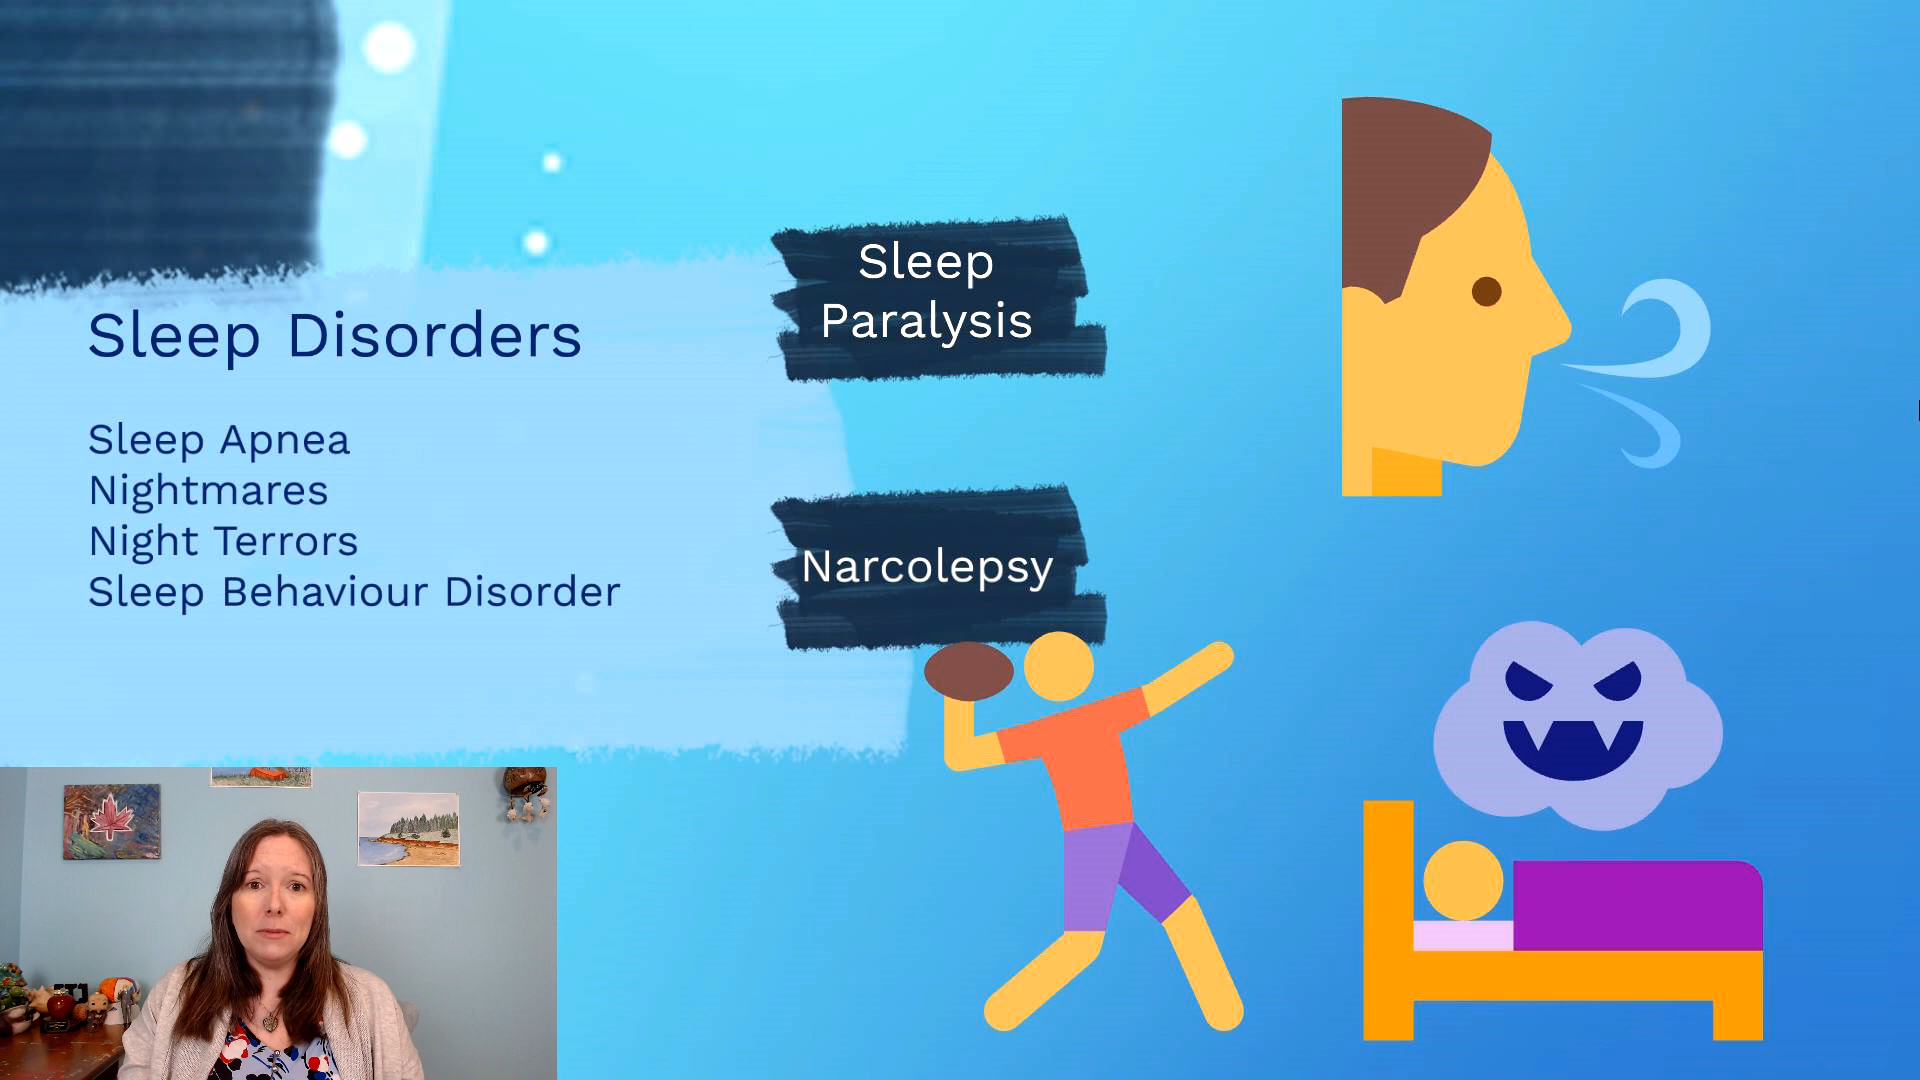 Sleep Disorders
Sleep Apnea
Nightmares
Night Terrors
Sleep Behaviour Disorder
Sleep
Paralysis
Narcolepsy